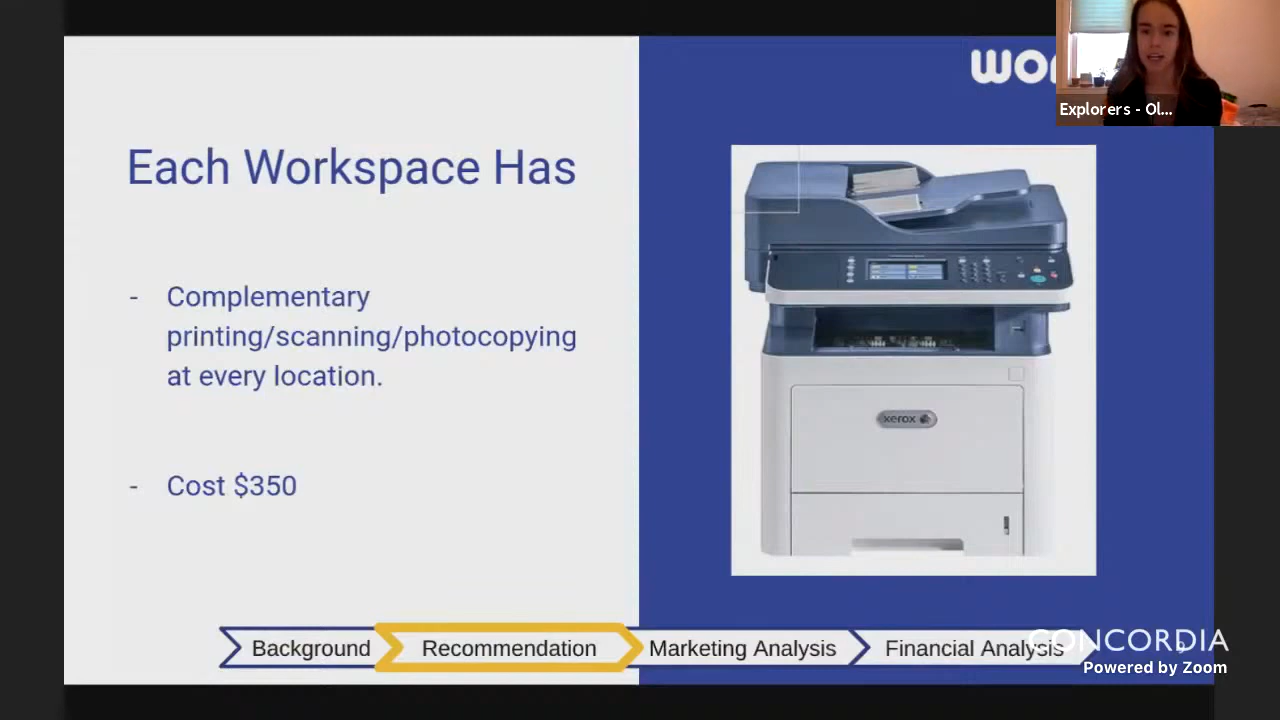 WOR
Explorers - Ol...
Each Workspace Has
- Complementary
printing/scanning/photocopying
at every location.
- Cost $350
xerox
Background
Recommendation
Marketing Analysis
Financial Analysis
CONCORDIA
Powered by Zoom